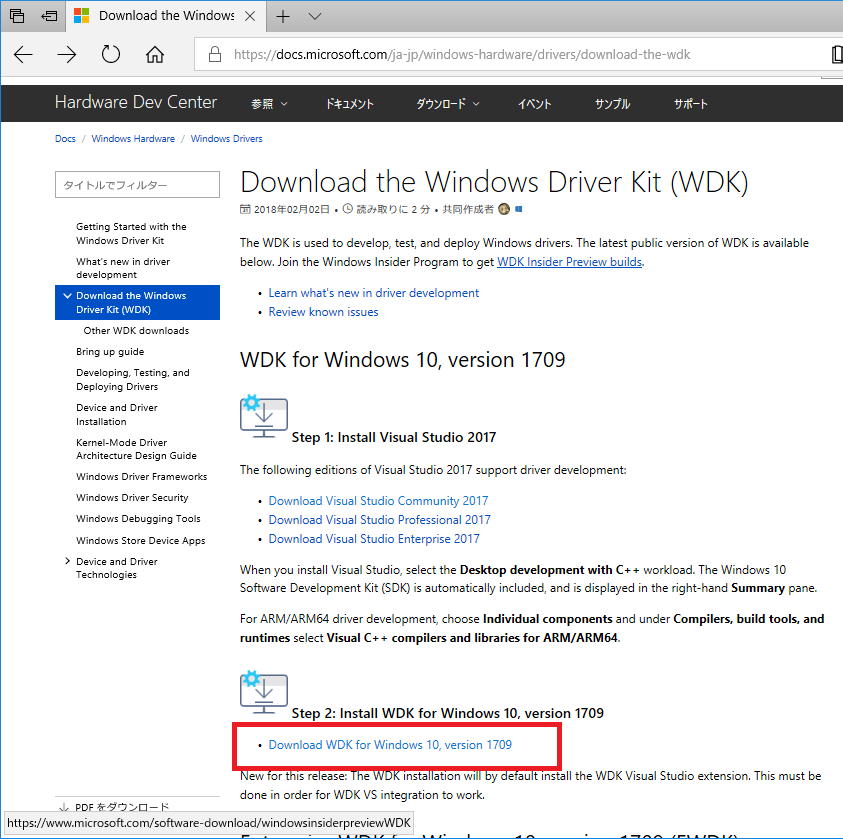 Download the Windows
https://docs.microsoft.com/ja-jp/windows-hardware/drivers/download-the-wdk
Hardware Dev Center 参照 ドキュメント ダウンロード イベント サンプル サポート
Docs / Windows Hardware / Windows Drivers
タイトルでフィルター
Getting Started with the
Windows Driver Kit
What's new in driver
development
Download the Windows
Driver Kit (WDK)
Other WDK downloads
Bring up guide
Developing, Testing, and
Deploying Drivers
Device and Driver
Installation
Kernel-Mode Driver
Architecture Design Guide
Windows Driver Frameworks
Windows Driver Security
Windows Debugging Tools
Windows Store Device Apps
Device and Driver
Technologies
PDF をダウンロード
Download the Windows Driver Kit (WDK)
2018年02月02日 • 読み取りに 2 分 • 共同作成者
The WDK is used to develop, test, and deploy Windows drivers. The latest public version of WDK is available
below. Join the Windows Insider Program to get WDK Insider Preview builds.
• Learn what's new in driver development
• Review known issues
WDK for Windows 10, version 1709
Step 1: Install Visual Studio 2017
The following editions of Visual Studio 2017 support driver development:
• Download Visual Studio Community 2017
• Download Visual Studio Professional 2017
• Download Visual Studio Enterprise 2017
When you install Visual Studio, select the Desktop development with C++ workload. The Windows 10
Software Development Kit (SDK) is automatically included, and is displayed in the right-hand Summary pane.
For ARM/ARM64 driver development, choose Individual components and under Compilers, build tools, and
runtimes select Visual C++ compilers and libraries for ARM/ARM64.
Step 2: Install WDK for Windows 10, version 1709
• Download WDK for Windows 10, version 1709
New for this release: The WDK installation will by default install the WDK Visual Studio extension. This must be
done in order for WDK VS integration to work.
https://www.microsoft.com/software-download/windowsinsiderpreviewWDK